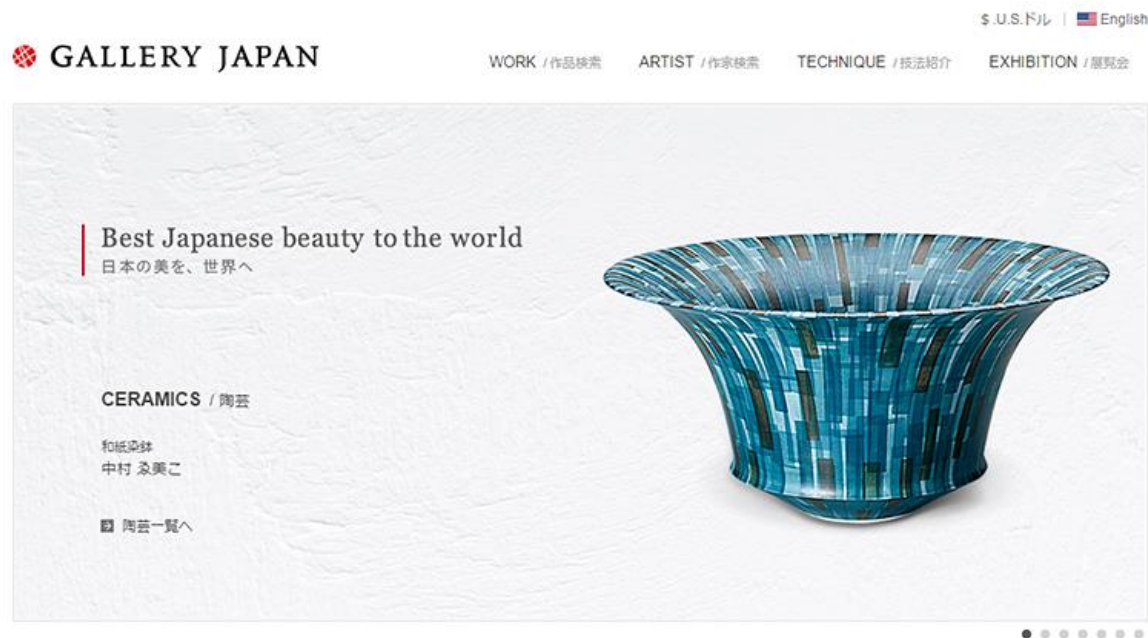 $.U.S.ドル | English
GALLERY JAPAN
WORK / 作品検索 ARTIST / 作家検索 TECHNIQUE / 技法紹介 EXHIBITION / 展覧会
Best Japanese beauty to the world
日本の美を、世界へ
CERAMICS / 陶芸
和紙染鉢
中村 ゑ美こ
陶芸一覧へ